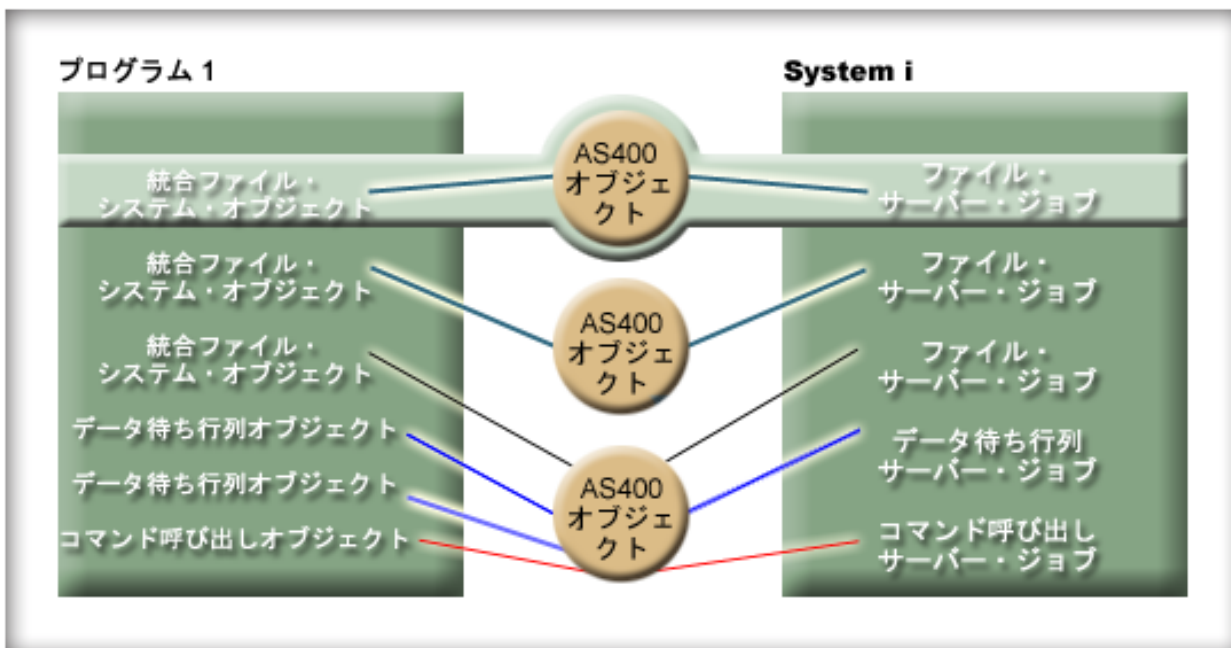 プログラム 1
System i
統合ファイル・
システム・オブジェクト
AS400
オブジェ
クト
ファイル・
サーバー・ジョブ
統合ファイル・
システム・オブジェクト
AS400
オブジェ
クト
ファイル・
サーバー・ジョブ
統合ファイル・
システム・オブジェクト
ファイル・
サーバー・ジョブ
データ待ち行列オブジェクト
データ待ち行列オブジェクト
コマンド呼び出しオブジェクト
AS400
オブジェ
クト
データ待ち行列
サーバー・ジョブ
コマンド呼び出し
サーバー・ジョブ